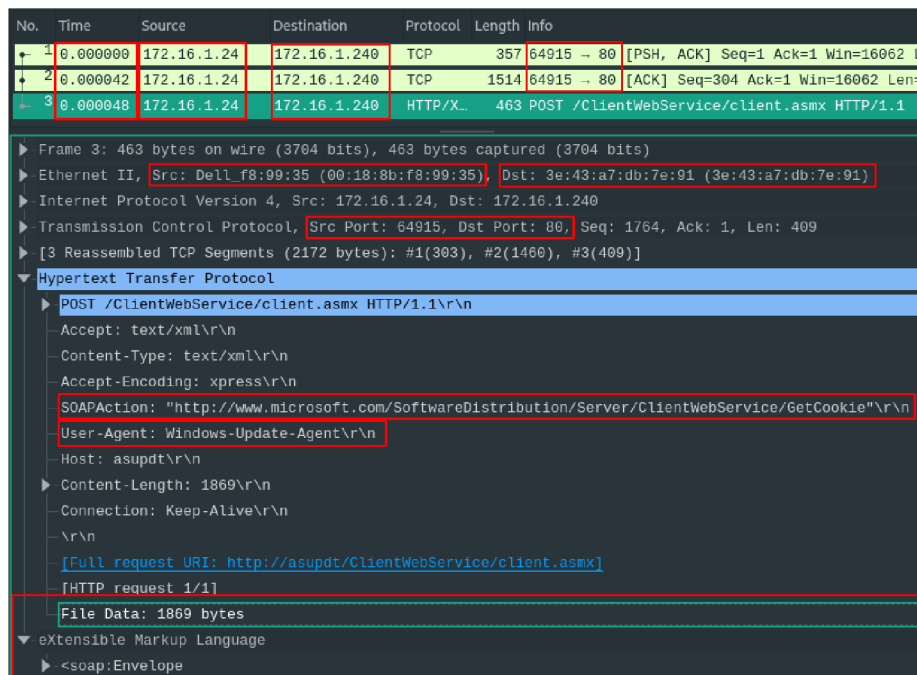 No. Time Source Destination Protocol Length Info
1 0.000000 172.16.1.24 172.16.1.240 TCP 357 64915 → 80 [PSH, ACK] Seq=1 Ack=1 Win=16062
2 0.000042 172.16.1.24 172.16.1.240 TCP 1514 64915 → 80 [ACK] Seq=304 Ack=1 Win=16062 Len=
3 0.000048 172.16.1.24 172.16.1.240 HTTP/X… 463 POST /ClientWebService/client.asmx HTTP/1.1
Frame 3: 463 bytes on wire (3704 bits), 463 bytes captured (3704 bits)
Ethernet II, Src: Dell_f8:99:35 (00:18:8b:f8:99:35), Dst: 3e:43:a7:db:7e:91 (3e:43:a7:db:7e:91)
Internet Protocol Version 4, Src: 172.16.1.24, Dst: 172.16.1.240
Transmission Control Protocol, Src Port: 64915, Dst Port: 80, Seq: 1764, Ack: 1, Len: 409
[3 Reassembled TCP Segments (2172 bytes): #1(303), #2(1460), #3(409)]
Hypertext Transfer Protocol
POST /ClientWebService/client.asmx HTTP/1.1\r\n
Accept: text/xml\r\n
Content-Type: text/xml\r\n
Accept-Encoding: xpress\r\n
SOAPAction: "http://www.microsoft.com/SoftwareDistribution/Server/ClientWebService/GetCookie"\r\n
User-Agent: Windows-Update-Agent\r\n
Host: asupdt\r\n
Content-Length: 1869\r\n
Connection: Keep-Alive\r\n
\r\n
[Full request URI: http://asupdt/ClientWebService/client.asmx]
[HTTP request 1/1]
File Data: 1869 bytes
eXtensible Markup Language
<soap:Envelope